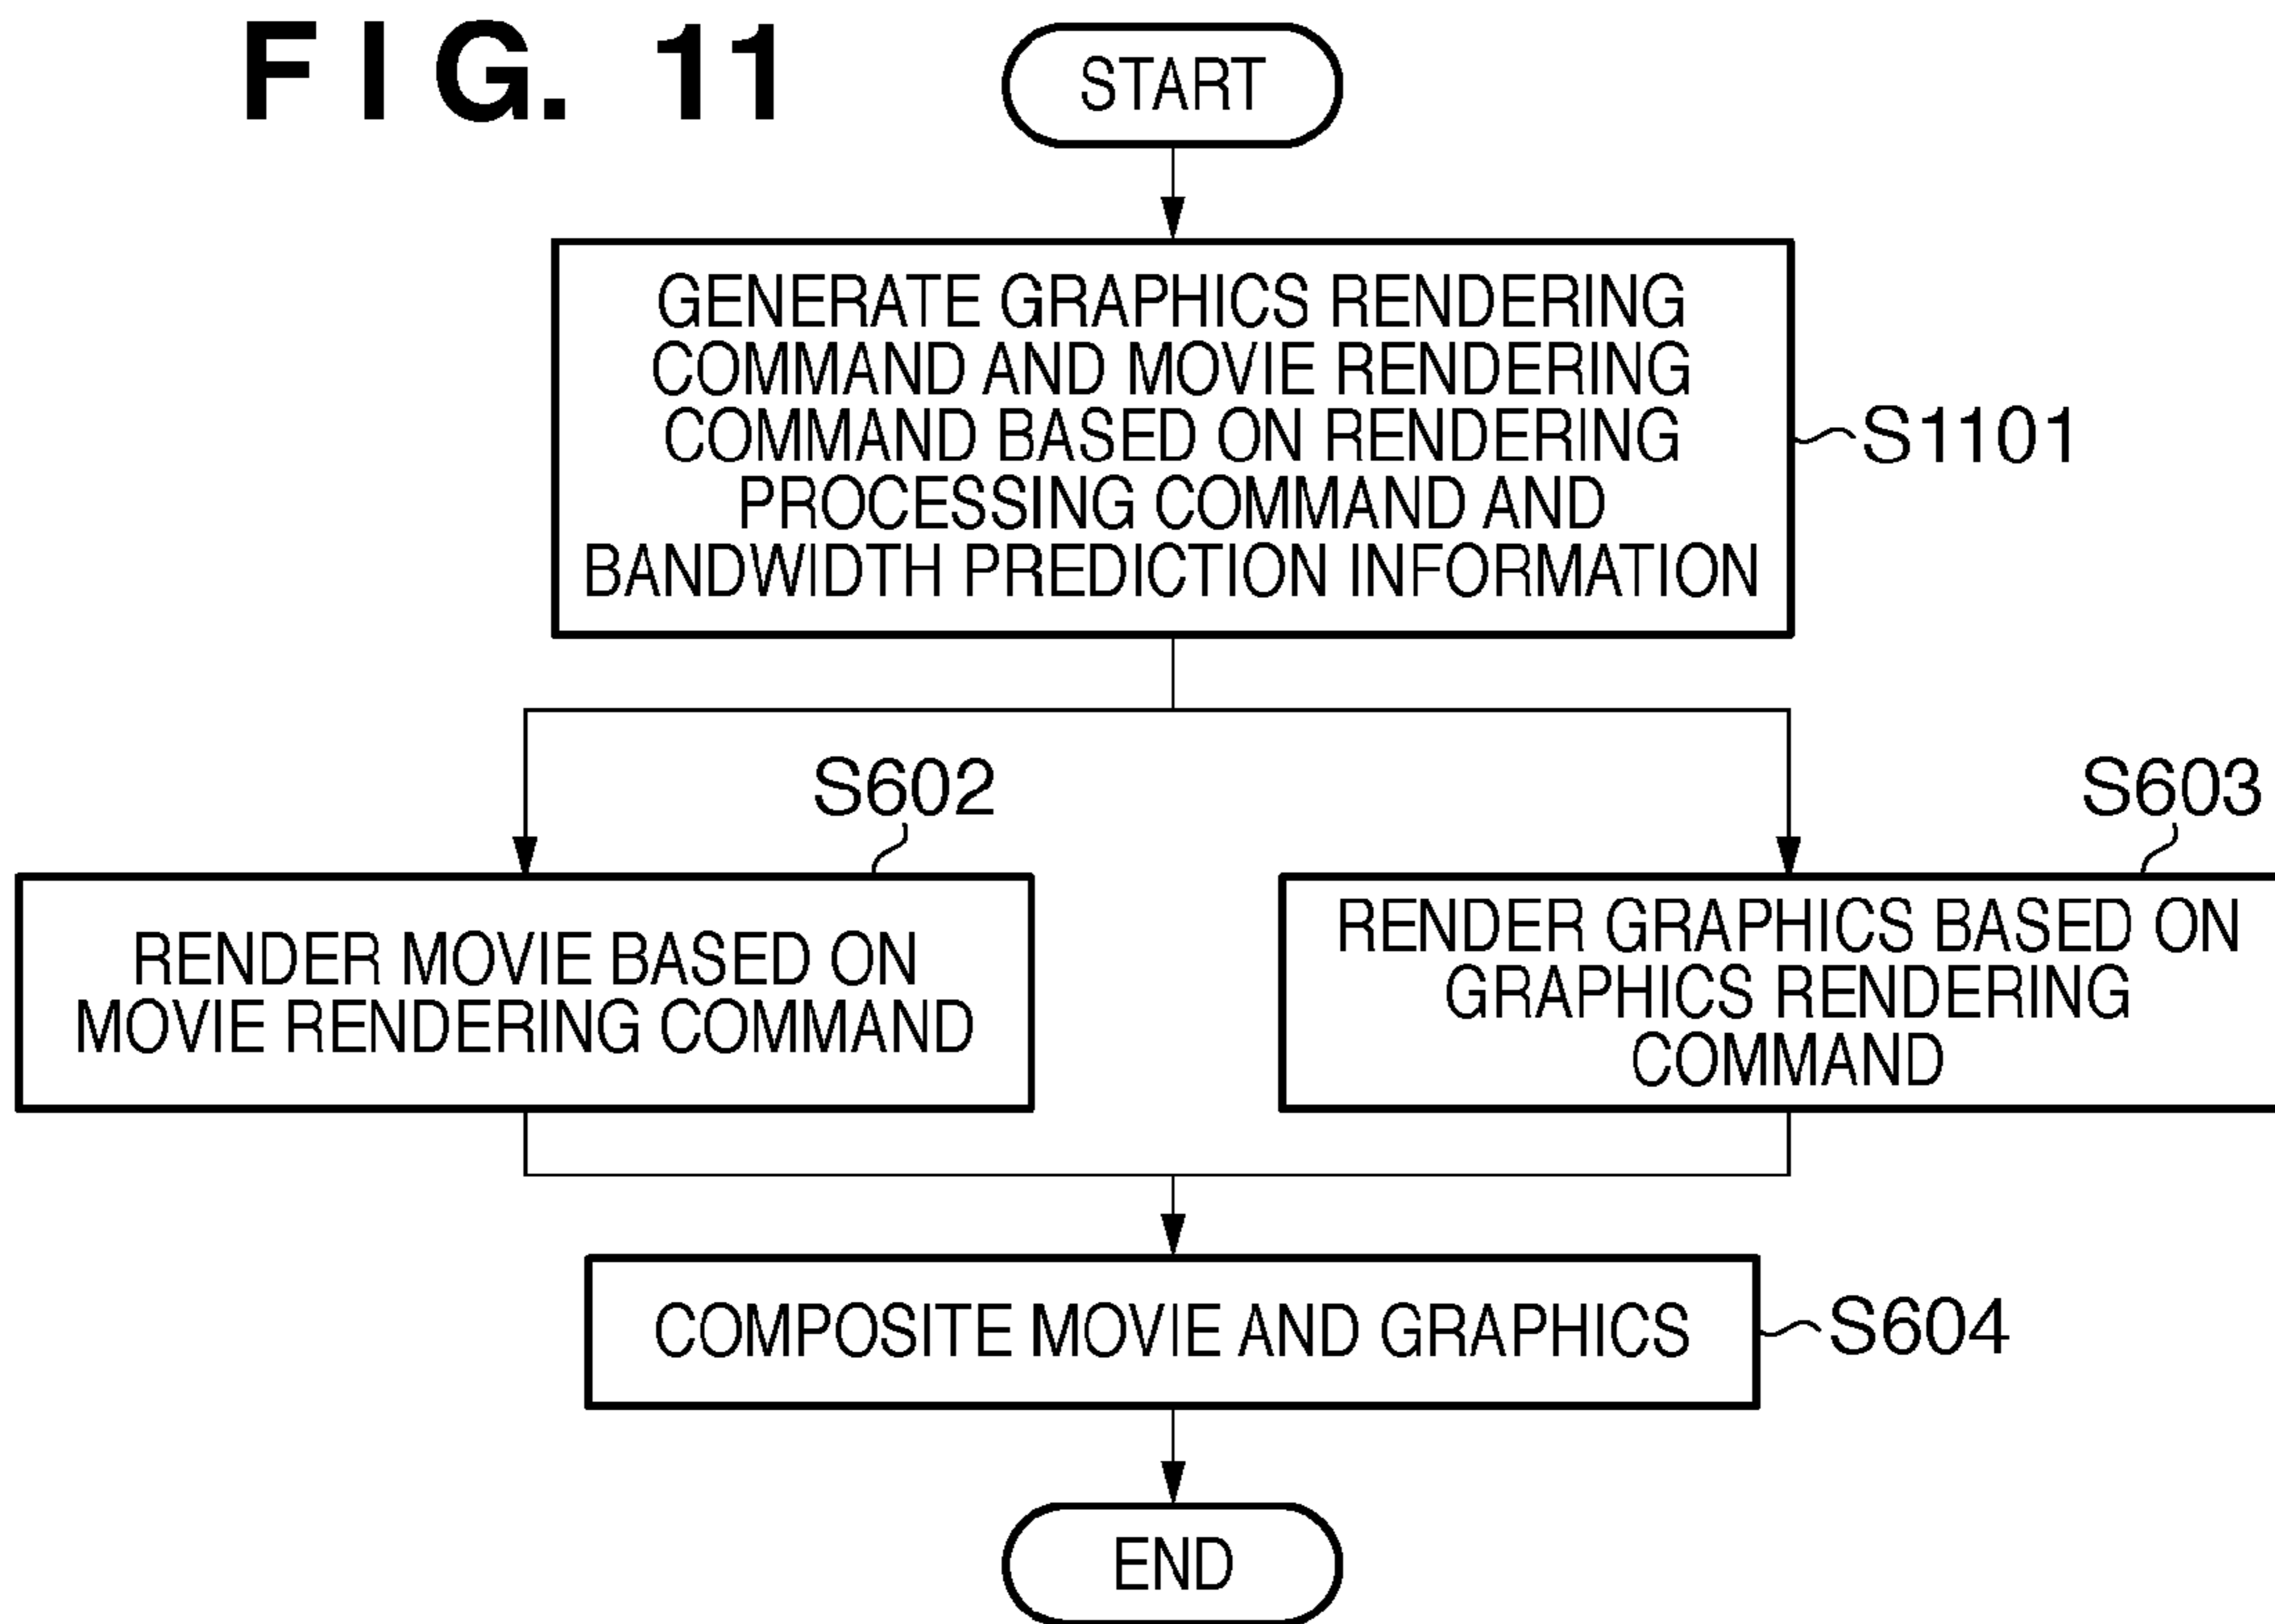 FIG. 11
START
GENERATE GRAPHICS RENDERING
COMMAND AND MOVIE RENDERING
COMMAND BASED ON RENDERING
PROCESSING COMMAND AND
BANDWIDTH PREDICTION INFORMATION
S1101
S602
RENDER MOVIE BASED ON
MOVIE RENDERING COMMAND
S603
RENDER GRAPHICS BASED ON
GRAPHICS RENDERING
COMMAND
COMPOSITE MOVIE AND GRAPHICS
S604
END